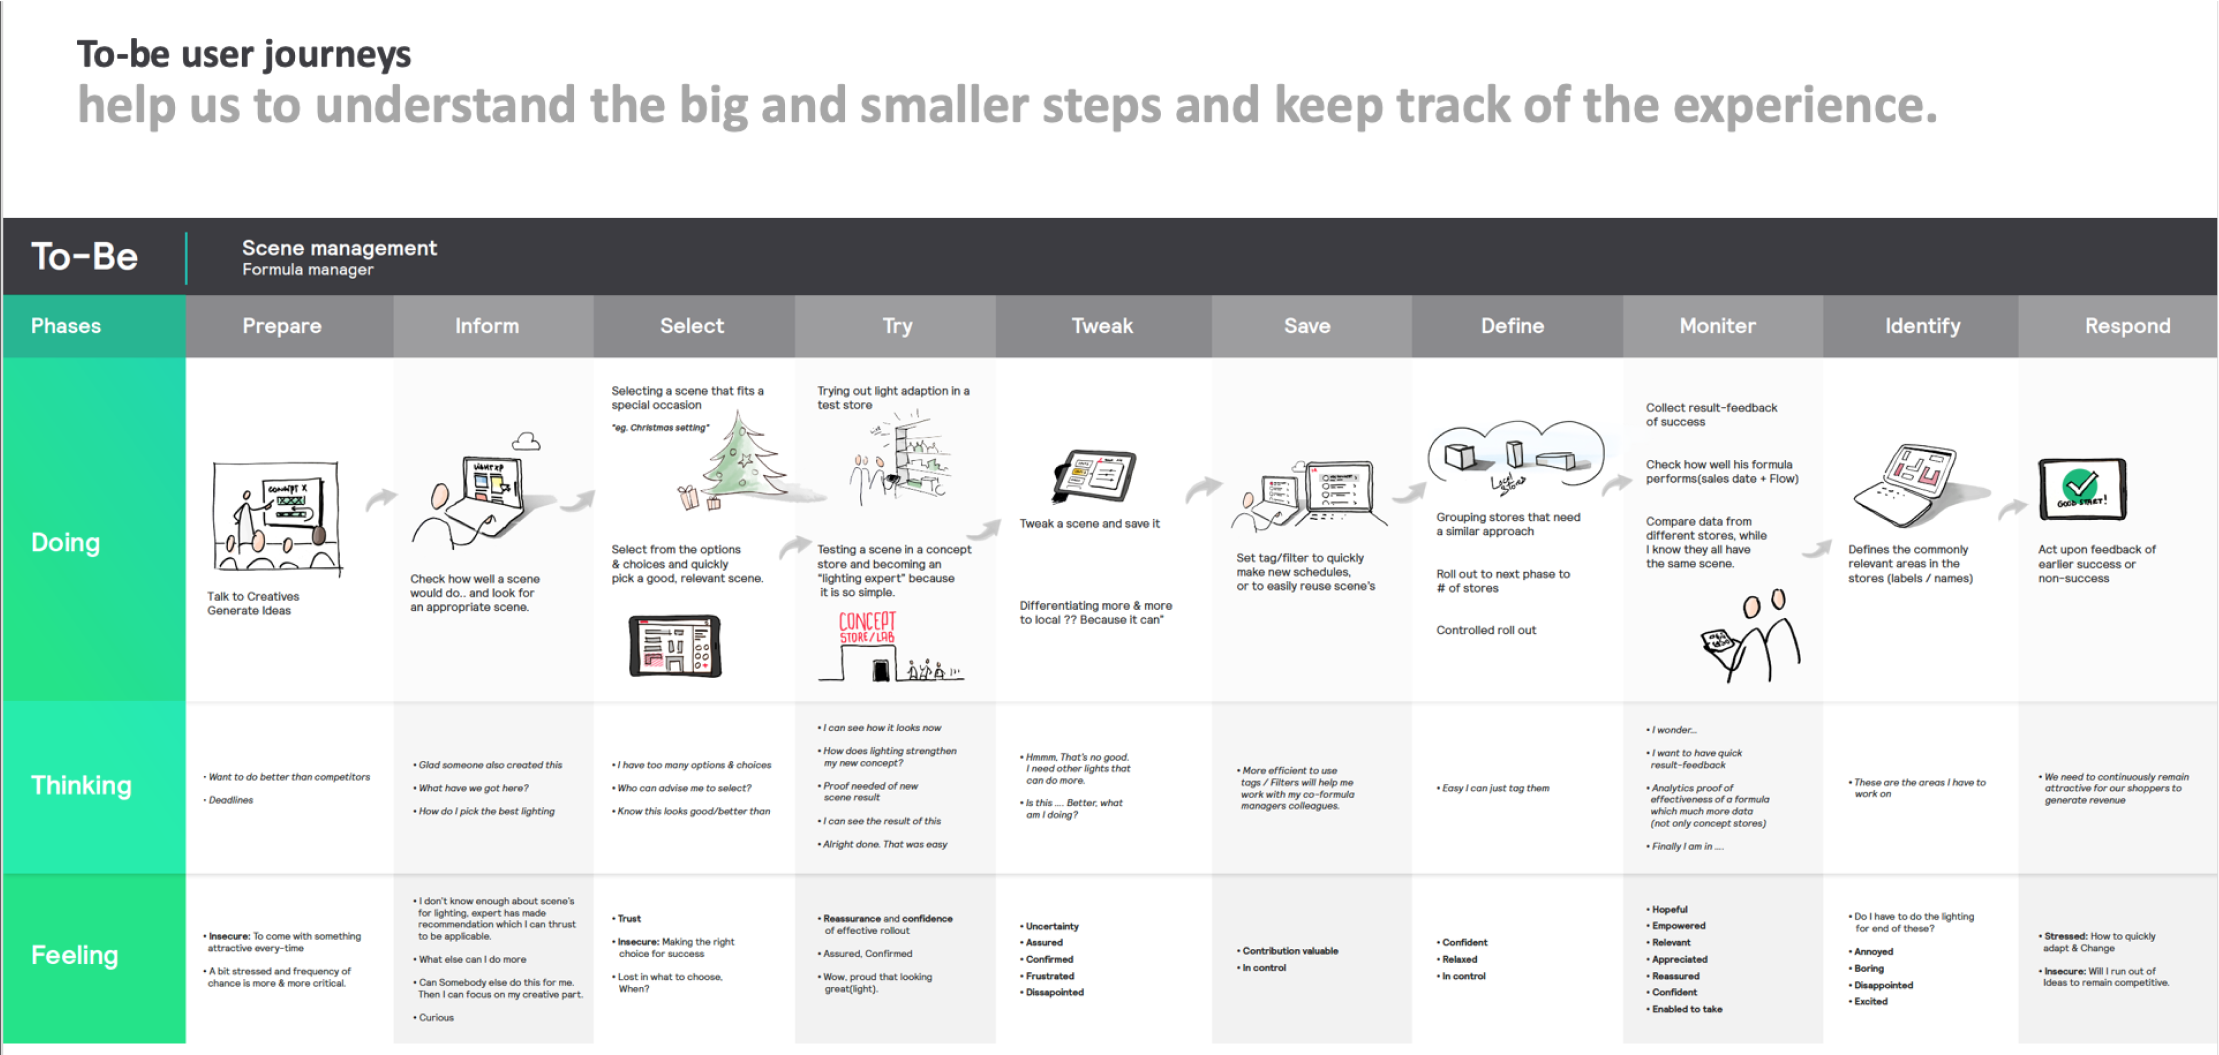 To-be user journeys
help us to understand the big and smaller steps and keep track of the experience.
To-Be
Scene management
Formula manager
Phases
Prepare
Inform
Select
Try
Tweak
Save
Define
Moniter
Identify
Respond
Doing
CONCEPT X
Talk to Creatives
Generate Ideas
LIGHT XP
Check how well a scene
would do.. and look for
an appropriate scene.
Selecting a scene that fits a
special occasion
"eg. Christmas setting"
Select from the options
& choices and quickly
pick a good, relevant scene.
Trying out light adaption in a
test store
Testing a scene in a concept
store and becoming an
"lighting expert" because
it is so simple.
CONCEPT
STORE/LAB
Tweak a scene and save it
Differentiating more & more
to local ?? Because it can"
Set tag/filter to quickly
make new schedules,
or to easily reuse scene's
Local
Stores
Grouping stores that need
a similar approach
Roll out to next phase to
# of stores
Controlled roll out
Collect result-feedback
of success
Check how well his formula
performs(sales date + Flow)
Compare data from
different stores, while
I know they all have
the same scene.
Defines the commonly
relevant areas in the
stores (labels / names)
GOOD START!
Act upon feedback of
earlier success or
non-success
Thinking
• Want to do better than competitors
• Deadlines
• Glad someone also created this
• What have we got here?
• How do I pick the best lighting
• I have too many options & choices
• Who can advise me to select?
• Know this looks good/better than
• I can see how it looks now
• How does lighting strengthen
my new concept?
• Proof needed of new
scene result
• I can see the result of this
• Alright done. That was easy
• Hmmm, That's no good.
I need other lights that
can do more.
• Is this .... Better, what
am I doing?
• More efficient to use
tags / Filters will help me
work with my co-formula
managers colleagues.
• Easy I can just tag them
• I wonder...
• I want to have quick
result-feedback
• Analytics proof of
effectiveness of a formula
which much more data
(not only concept stores)
• Finally I am in ....
• These are the areas I have to
work on
• We need to continuously remain
attractive for our shoppers to
generate revenue
Feeling
• Insecure: To come with something
attractive every-time
• A bit stressed and frequency of
chance is more & more critical.
• I don't know enough about scene's
for lighting, expert has made
recommendation which I can thrust
to be applicable.
• What else can I do more
• Can Somebody else do this for me.
Then I can focus on my creative part.
• Curious
• Trust
• Insecure: Making the right
choice for success
• Lost in what to choose,
When?
• Reassurance and confidence
of effective rollout
• Assured, Confirmed
• Wow, proud that looking
great(light).
• Uncertainty
• Assured
• Confirmed
• Frustrated
• Dissapointed
• Contribution valuable
• In control
• Confident
• Relaxed
• In control
• Hopeful
• Empowered
• Relevant
• Appreciated
• Reassured
• Confident
• Enabled to take
• Do I have to do the lighting
for end of these?
• Annoyed
• Boring
• Disappointed
• Excited
• Stressed: How to quickly
adapt & Change
• Insecure: Will I run out of
Ideas to remain competitive.